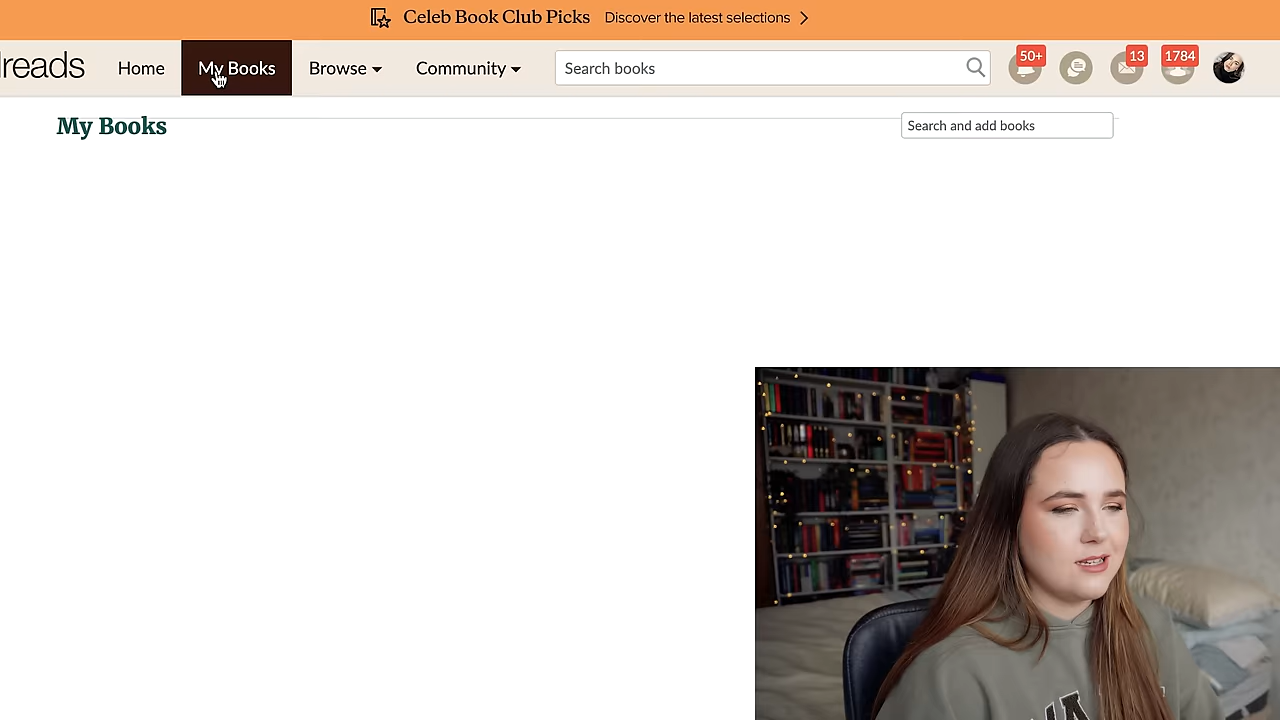 Celeb Book Club Picks Discover the latest selections
reads
Home My Books Browse Community Search books 50+ 13 1784
My Books Search and add books